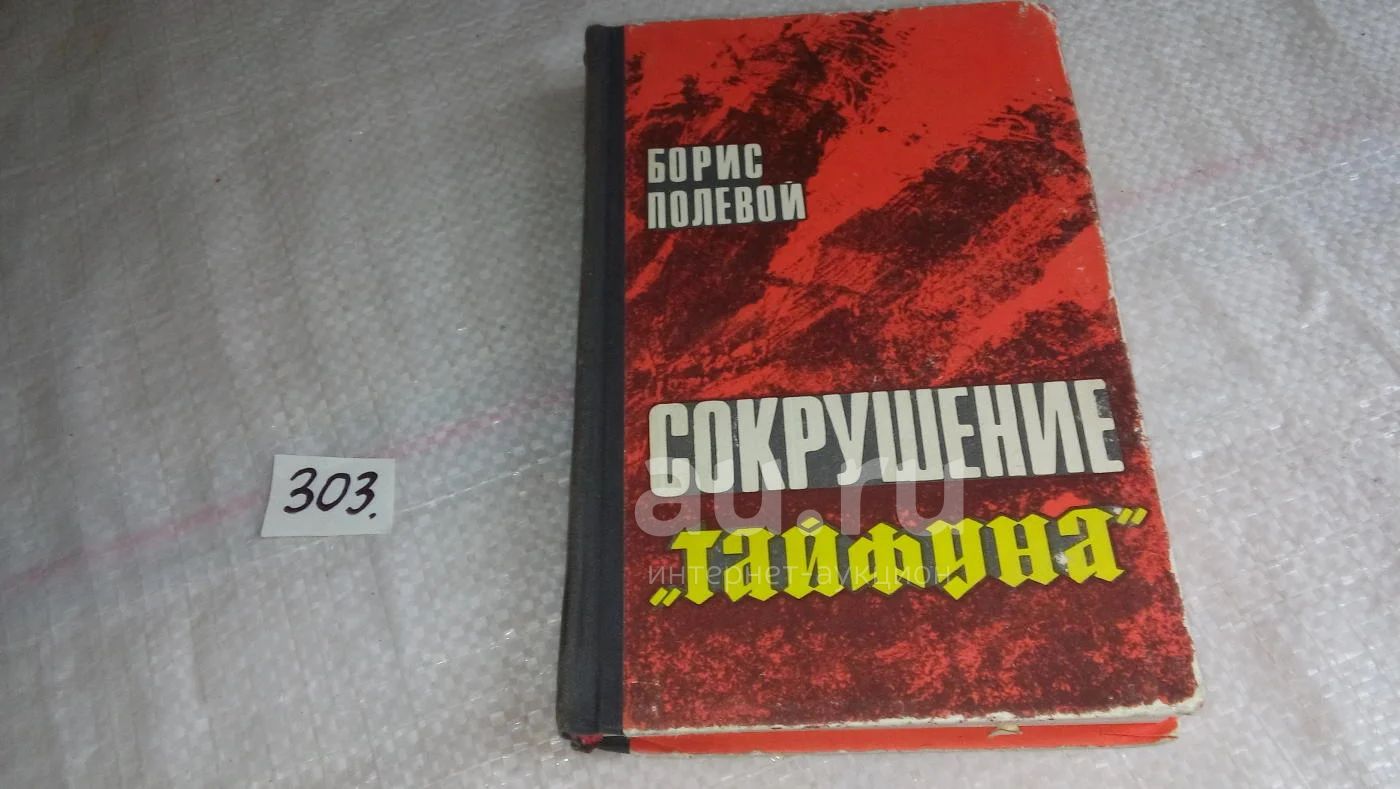 БОРИС
ПОЛЕВОЙ
СОКРУШЕНИЕ
„тайфуна”
303.
au.ru
интернет-аукцион